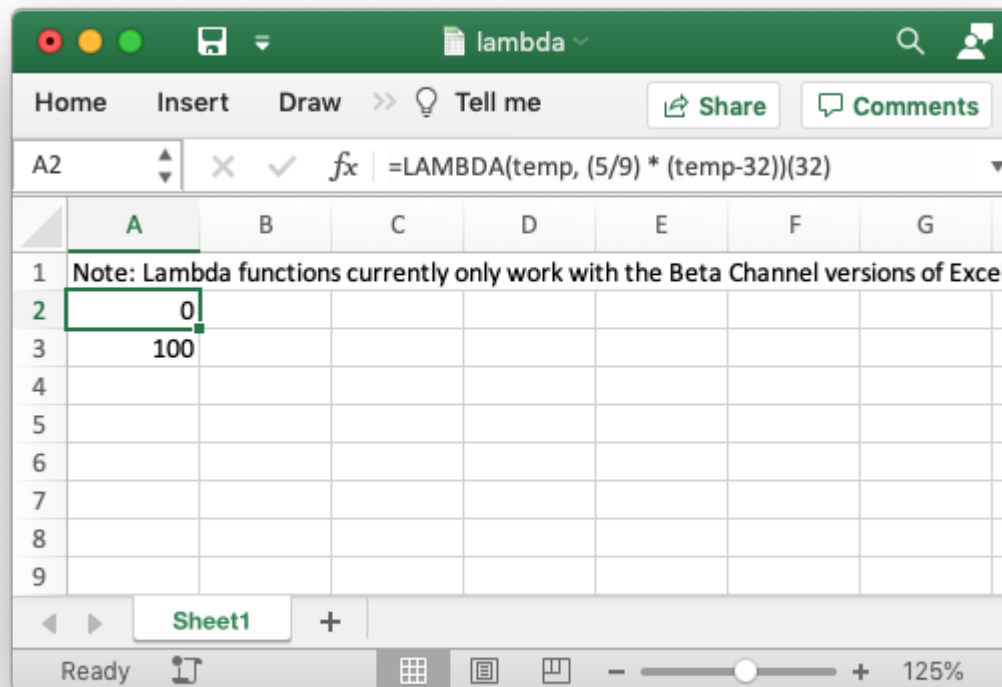 lambda
Home Insert Draw Tell me Share Comments
A2 fx =LAMBDA(temp, (5/9) * (temp-32))(32)
A B C D E F G
1 Note: Lambda functions currently only work with the Beta Channel versions of Exce
2 0
3 100
4
5
6
7
8
9
Sheet1 +
Ready - + 125%